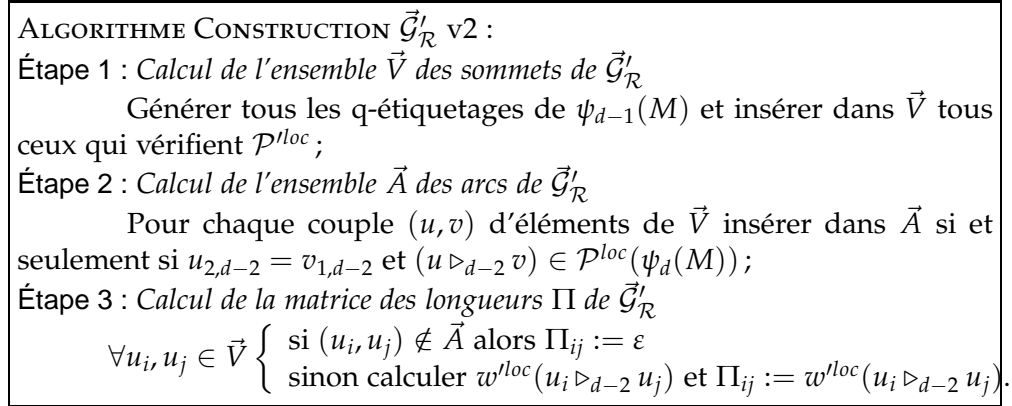 ALGORITHME CONSTRUCTION $\vec{\mathcal{G}}'_{\mathcal{R}}$ v2 :
Étape 1 : Calcul de l'ensemble $\vec{V}$ des sommets de $\vec{\mathcal{G}}'_{\mathcal{R}}$
Générer tous les q-étiquetages de $\psi_{d-1}(M)$ et insérer dans $\vec{V}$ tous
ceux qui vérifient $\mathcal{P}'^{loc}$ ;
Étape 2 : Calcul de l'ensemble $\vec{A}$ des arcs de $\vec{\mathcal{G}}'_{\mathcal{R}}$
Pour chaque couple $(u, v)$ d'éléments de $\vec{V}$ insérer dans $\vec{A}$ si et
seulement si $u_{2,d-2} = v_{1,d-2}$ et $(u \triangleright_{d-2} v) \in \mathcal{P}^{loc}(\psi_d(M))$ ;
Étape 3 : Calcul de la matrice des longueurs $\Pi$ de $\vec{\mathcal{G}}'_{\mathcal{R}}$
$\forall u_i, u_j \in \vec{V}$ { si $(u_i, u_j) \notin \vec{A}$ alors $\Pi_{ij} := \varepsilon$
sinon calculer $w'^{loc}(u_i \triangleright_{d-2} u_j)$ et $\Pi_{ij} := w'^{loc}(u_i \triangleright_{d-2} u_j)$.